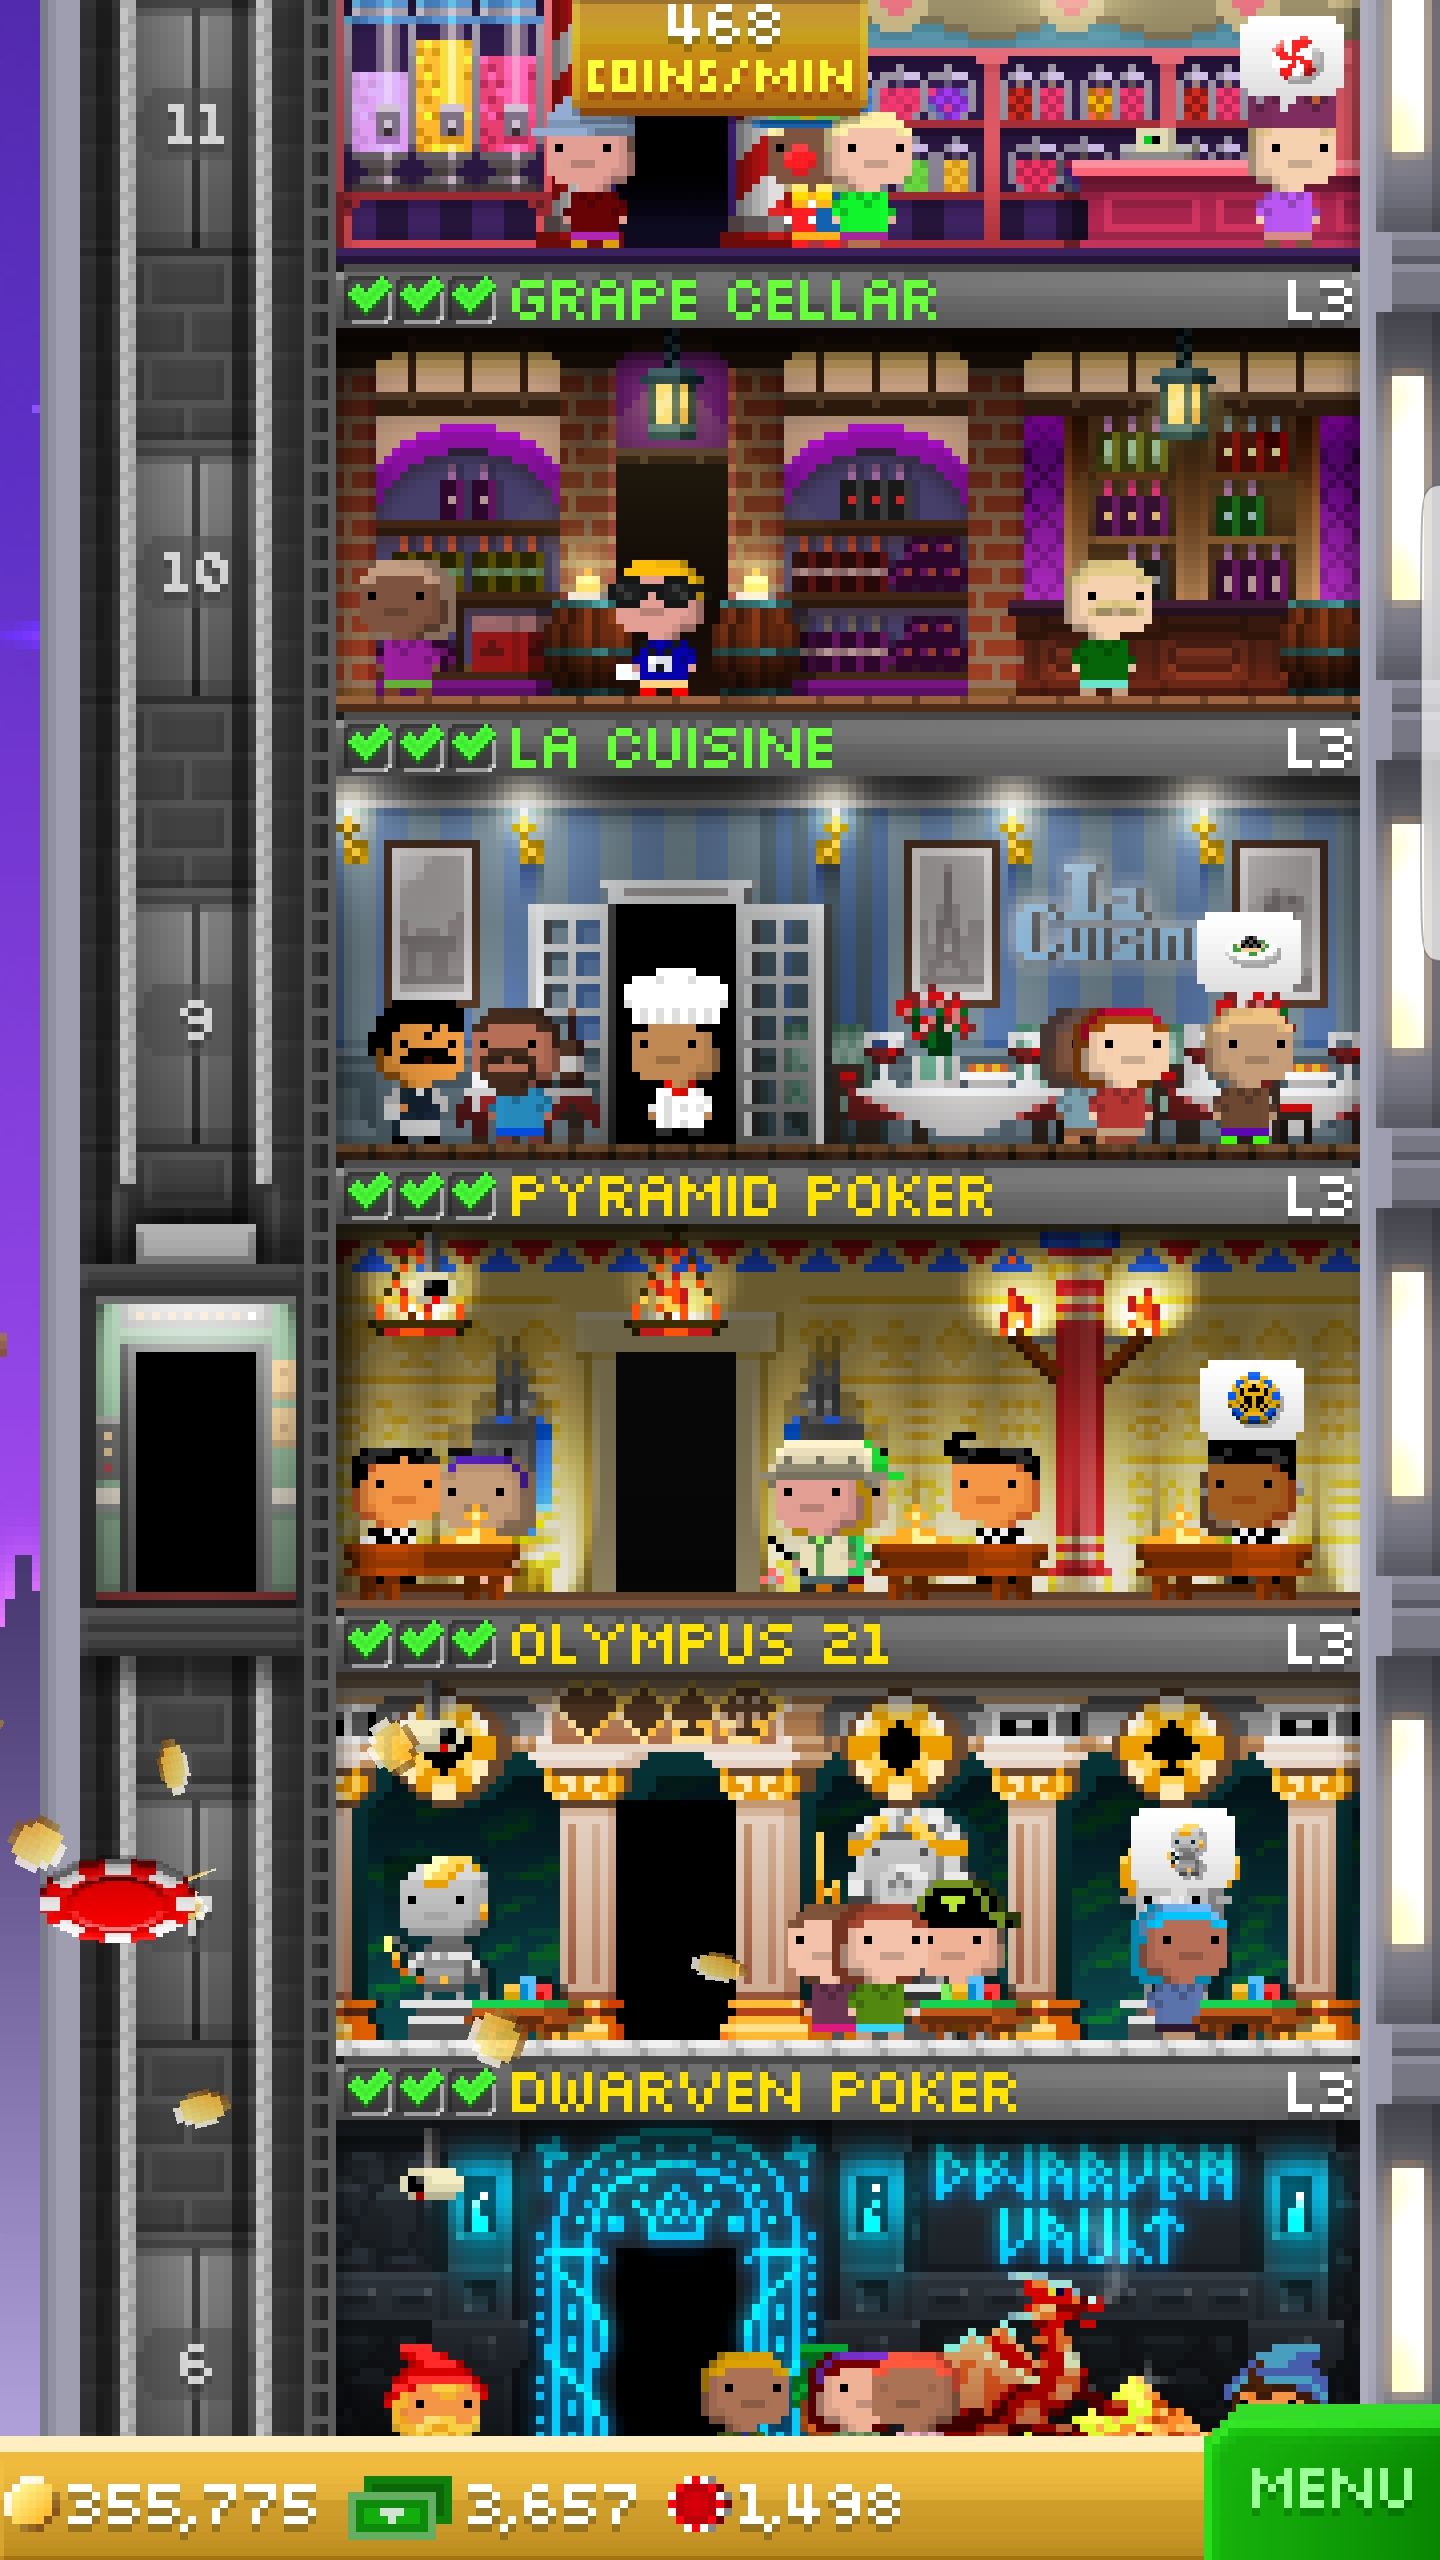 468
COINS/MIN
11
GRAPE CELLAR L3
10
LA CUISINE L3
La
Cuisin
9
PYRAMID POKER L3
OLYMPUS 21 L3
DWARVEN POKER L3
DWARVEN
VAULT
6
355,775 3,657 1,498
MENU